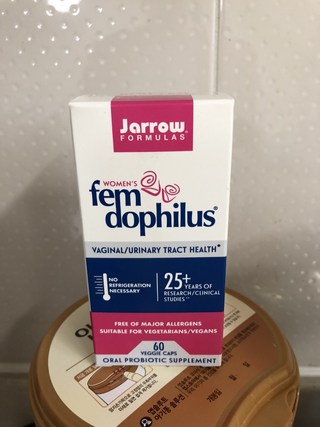 Jarrow
FORMULAS®
WOMEN'S
fem
dophilus®
VAGINAL/URINARY TRACT HEALTH*
NO
REFRIGERATION
NECESSARY
25+ YEARS OF
RESEARCH/CLINICAL
STUDIES**
FREE OF MAJOR ALLERGENS
SUITABLE FOR VEGETARIANS/VEGANS
60
VEGGIE CAPS
ORAL PROBIOTIC SUPPLEMENT